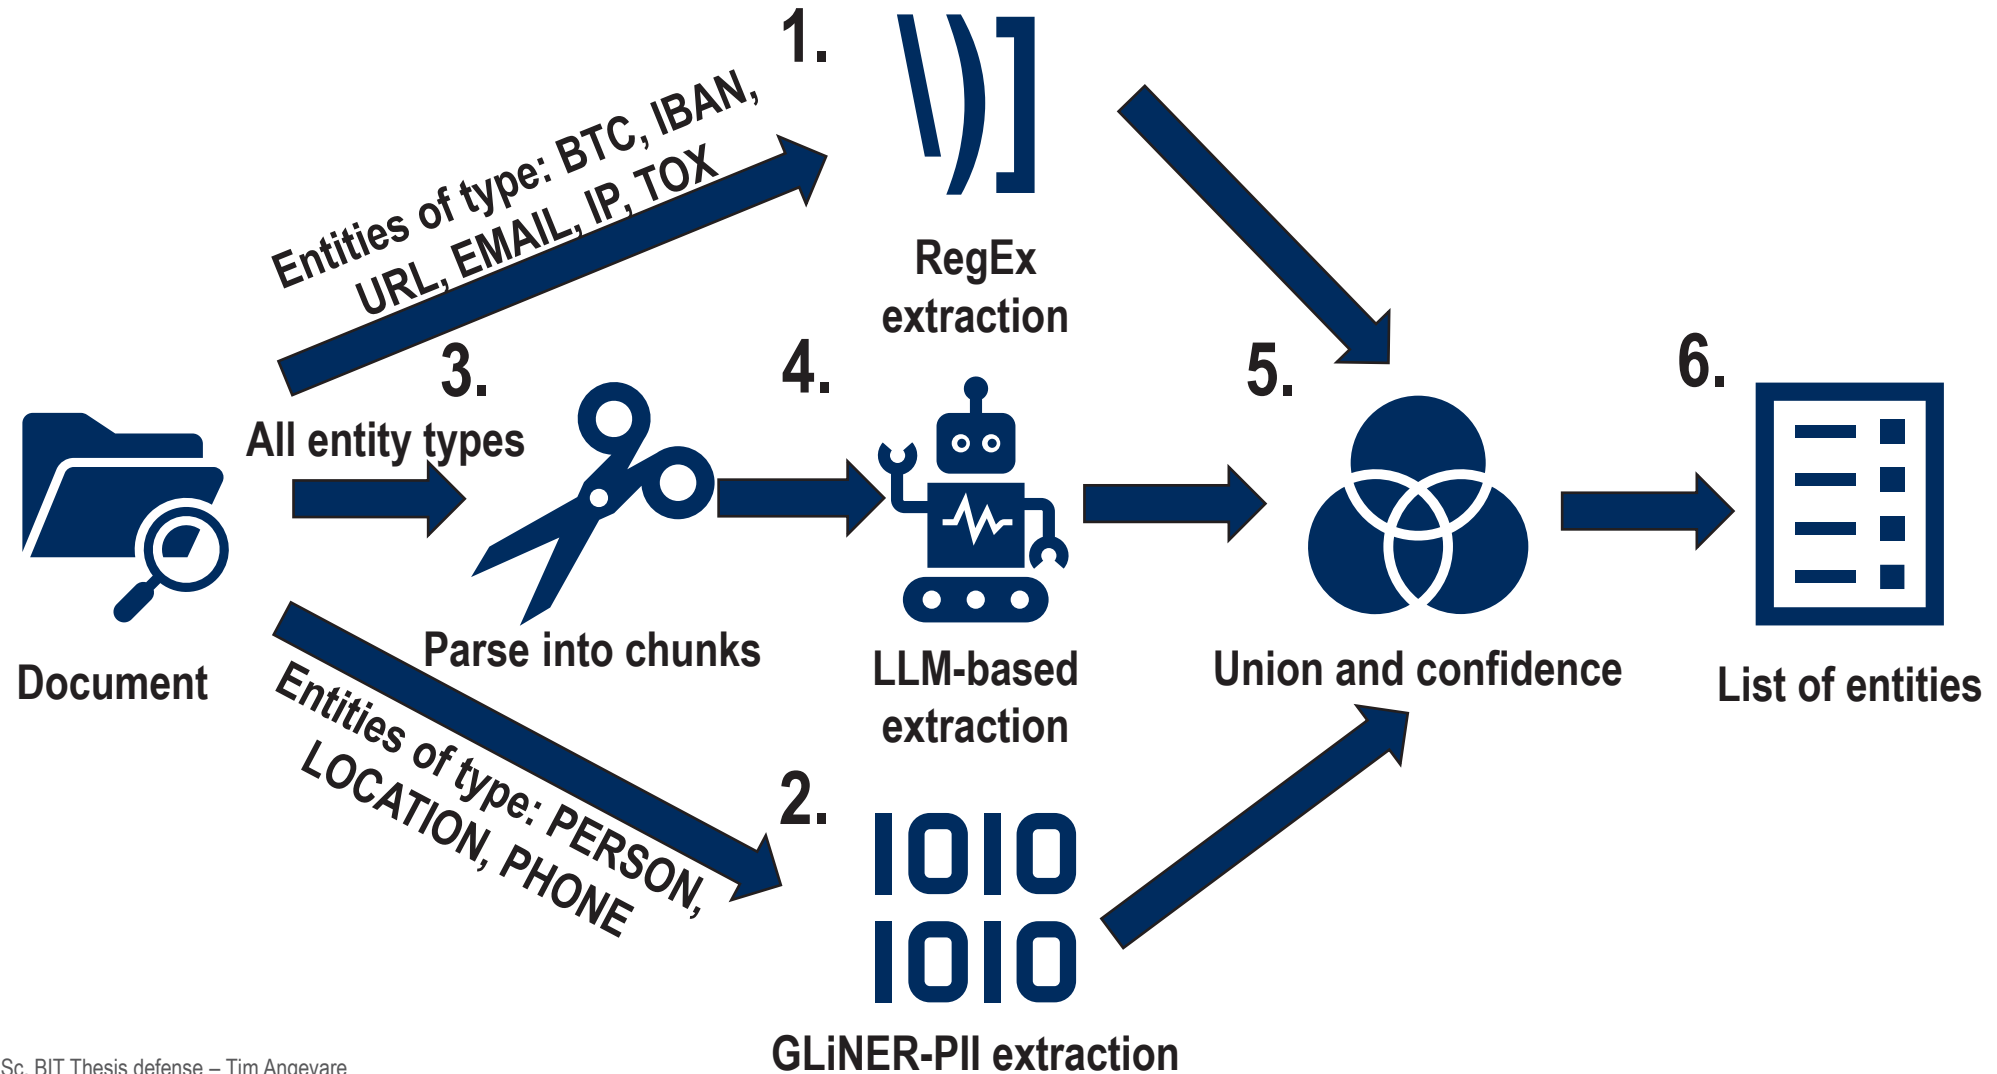 1.
\)]
Entities of type: BTC, IBAN,
URL, EMAIL, IP, TOX
RegEx
extraction
3.
4.
5.
6.
All entity types
Document
Parse into chunks
LLM-based
extraction
Union and confidence
List of entities
Entities of type: PERSON,
LOCATION, PHONE
2.
IOIO
IOIO
GLiNER-PII extraction
Sc. BIT Thesis defense – Tim Angevare